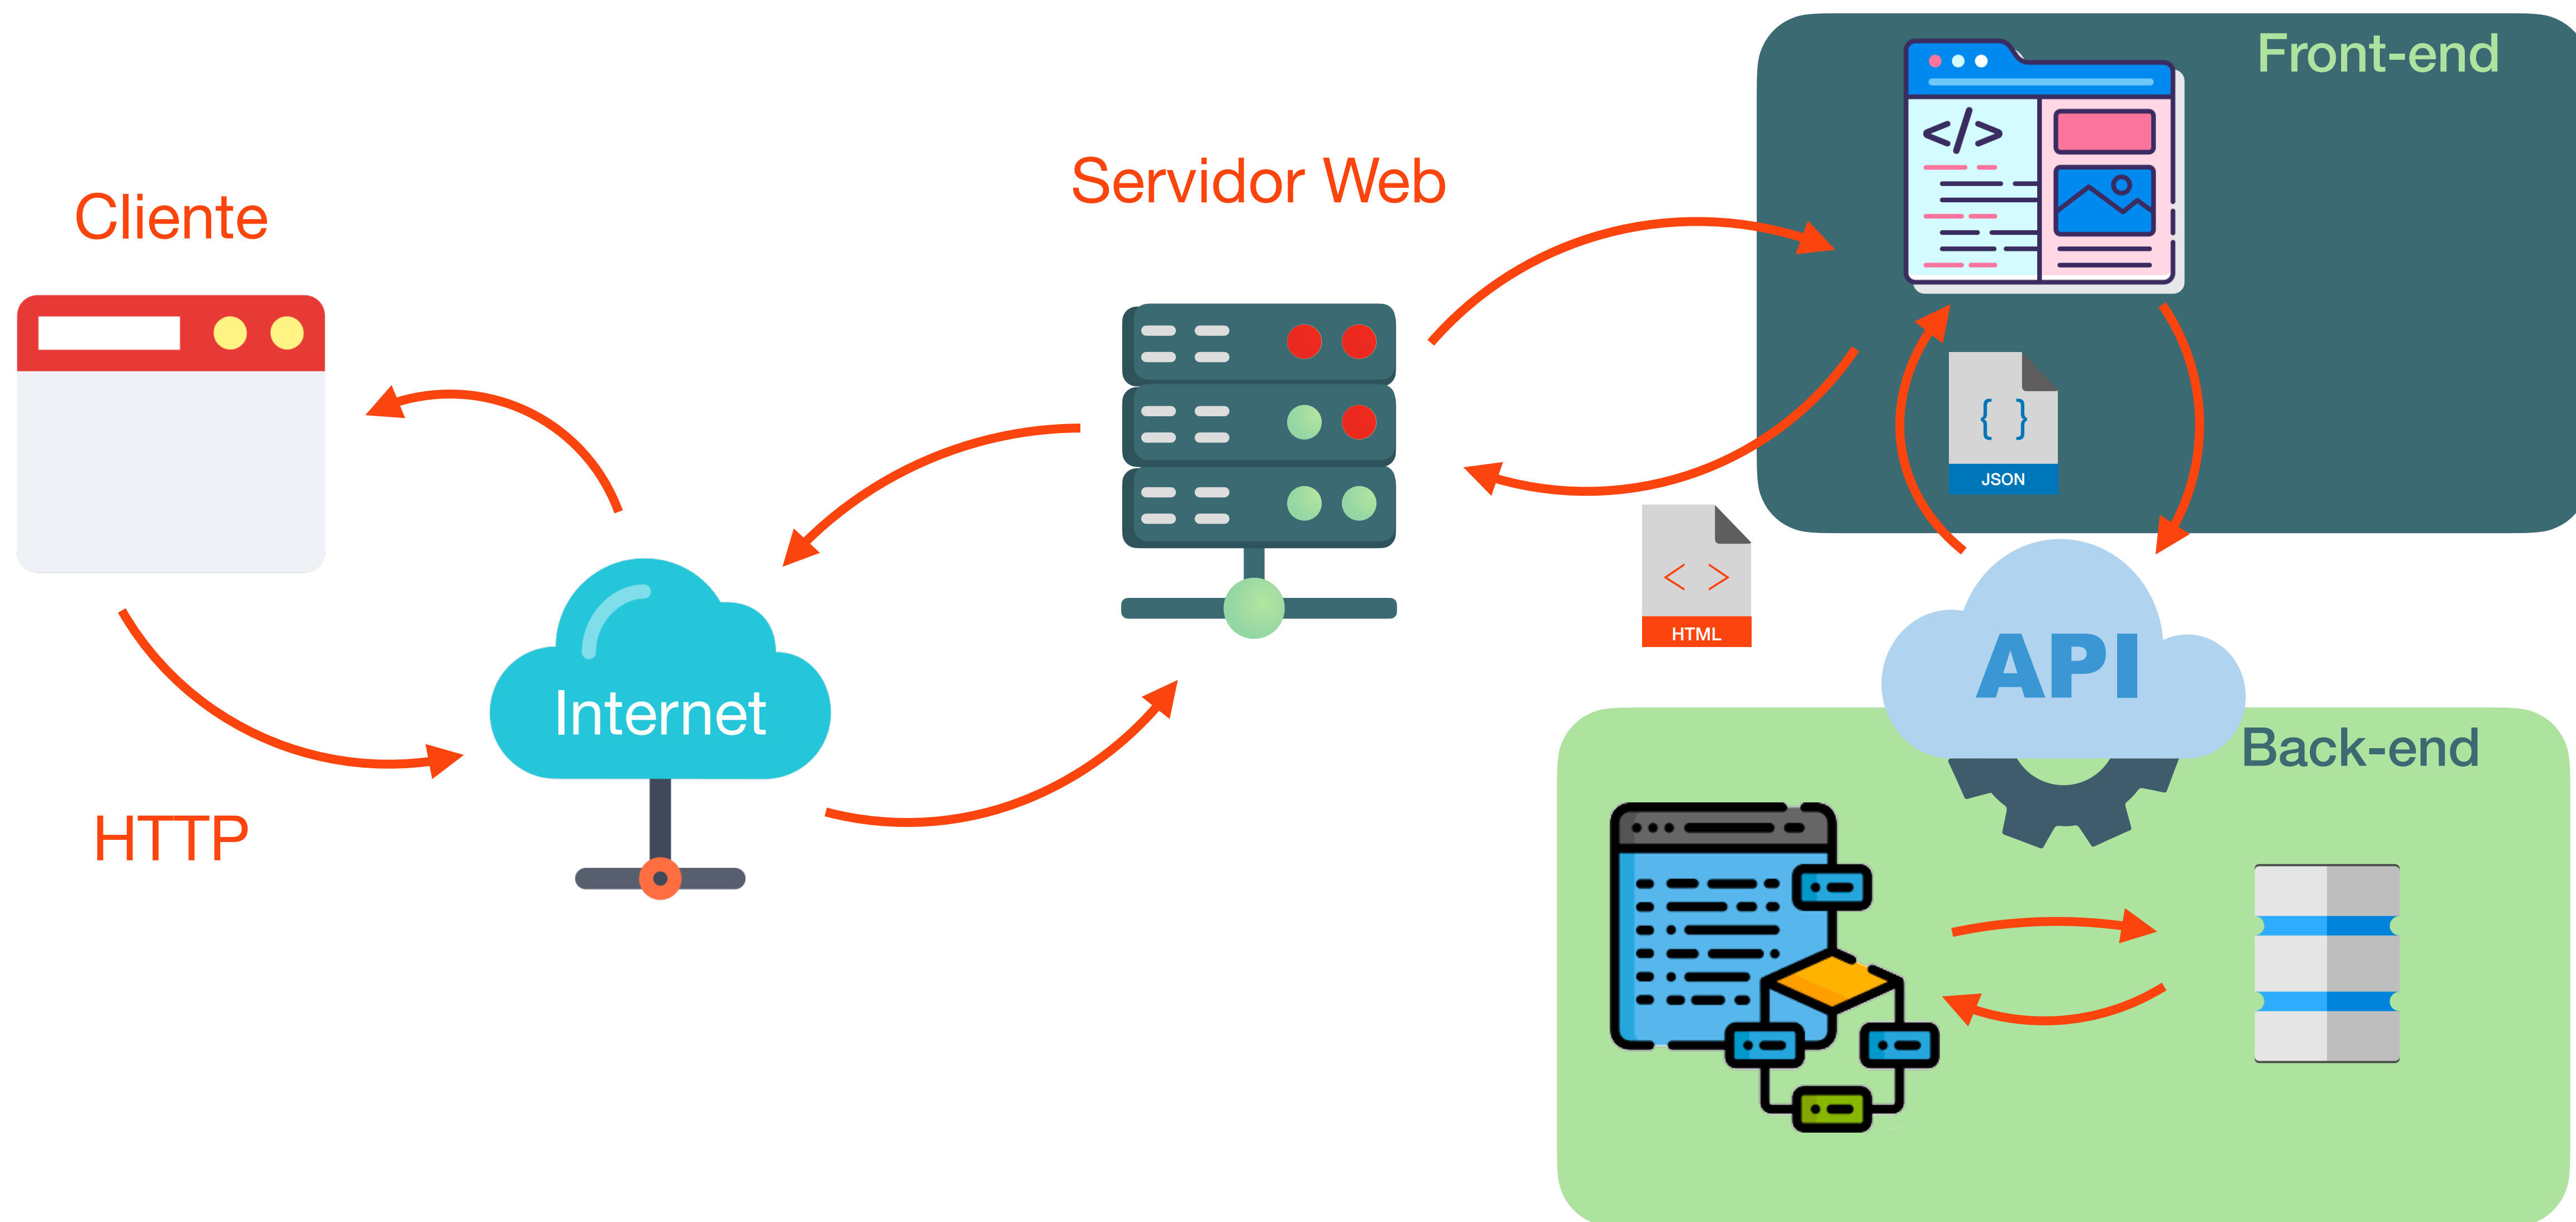 Front-end
Servidor Web
Cliente
</>
{ }
JSON
< >
HTML
API
Internet
Back-end
HTTP